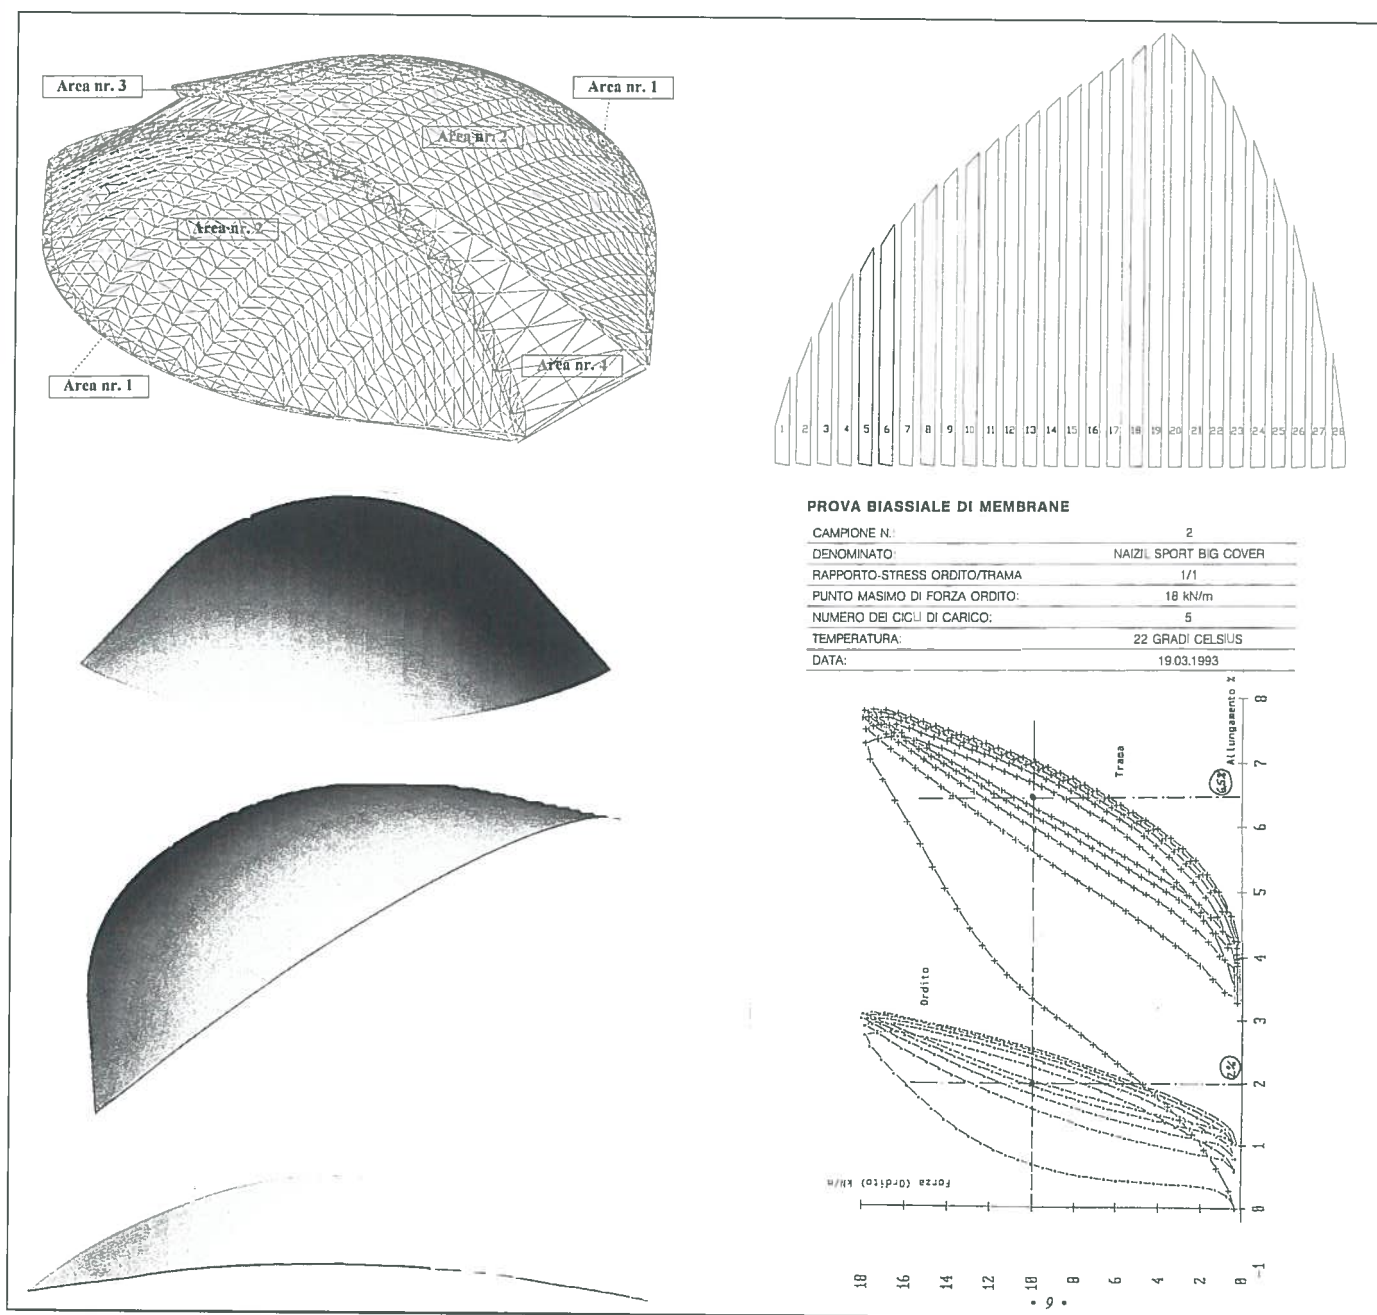 Area nr. 3
Area nr. 1
Area nr. 2
Area nr. 2
Area nr. 4
Area nr. 1
1 2 3 4 5 6 7 8 9 10 11 12 13 14 15 16 17 18 19 20 21 22 23 24 25 26 27 28
PROVA BIASSIALE DI MEMBRANE
CAMPIONE N.: 2
DENOMINATO: NAIZIL SPORT BIG COVER
RAPPORTO-STRESS ORDITO/TRAMA 1/1
PUNTO MASIMO DI FORZA ORDITO: 18 kN/m
NUMERO DEI CICLI DI CARICO: 5
TEMPERATURA: 22 GRADI CELSIUS
DATA: 19.03.1993
Allungamento %
8
7
6
5
4
3
2
1
0
-1
Trama
6.5%
Ordito
2%
Forza (Ordito) kN/m
18 16 14 12 10 8 6 4 2 0
• 6 •